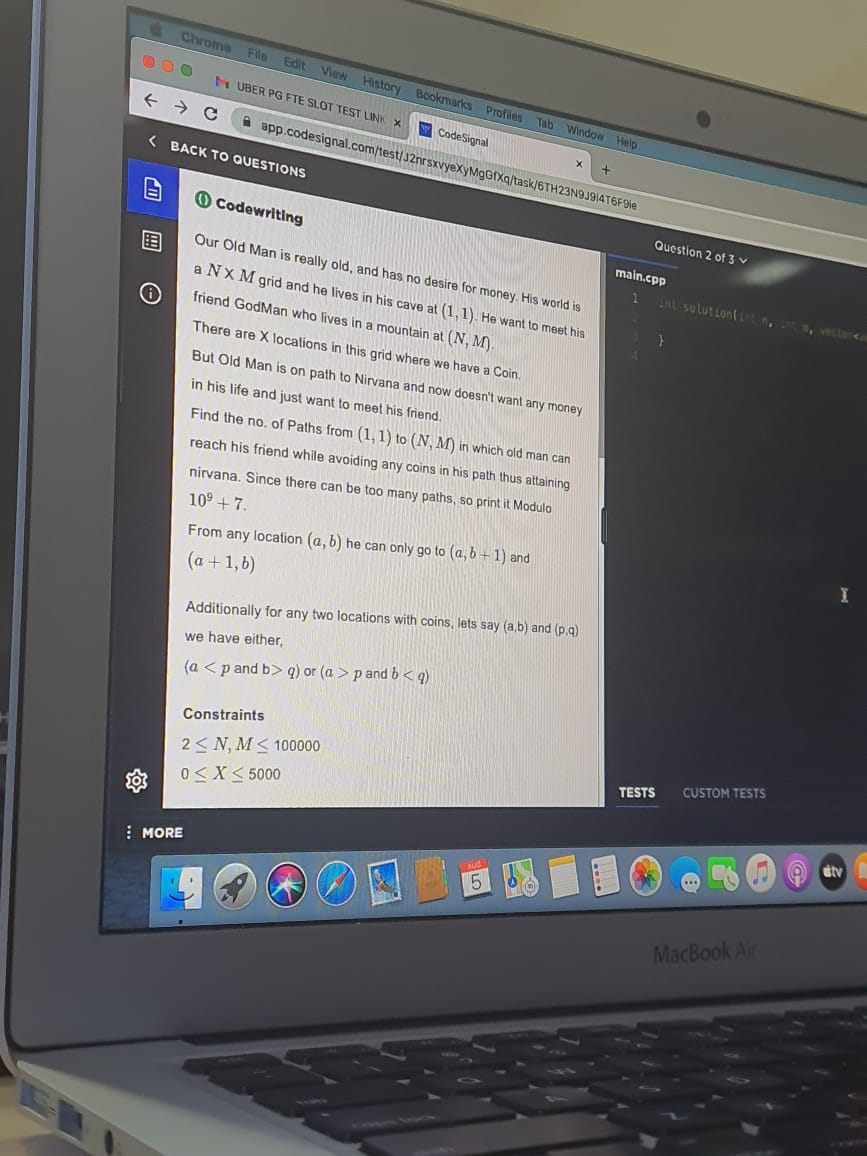 Chrome File Edit View History Bookmarks Profiles Tab Window Help
UBER PG FTE SLOT TEST LINK
CodeSignal
app.codesignal.com/test/J2nrsxvyeXyMgGfXq/task/6TH23N9J9i4T6F9ie
BACK TO QUESTIONS
Question 2 of 3
Codewriting
Our Old Man is really old, and has no desire for money. His world is
a N X M grid and he lives in his cave at (1, 1). He want to meet his
friend GodMan who lives in a mountain at (N, M).
There are X locations in this grid where we have a Coin.
But Old Man is on path to Nirvana and now doesn't want any money
in his life and just want to meet his friend.
Find the no. of Paths from (1, 1) to (N, M) in which old man can
reach his friend while avoiding any coins in his path thus attaining
nirvana. Since there can be too many paths, so print it Modulo
10⁹ + 7.
From any location (a, b) he can only go to (a, b + 1) and
(a + 1, b)
Additionally for any two locations with coins, lets say (a,b) and (p,q)
we have either,
(a < p and b> q) or (a > p and b < q)
Constraints
2 ≤ N, M ≤ 100000
0 ≤ X ≤ 5000
main.cpp
1 int solution(int n, int m, vector<
2
3 }
4
TESTS CUSTOM TESTS
MORE
AUG
5
tv
MacBook Air